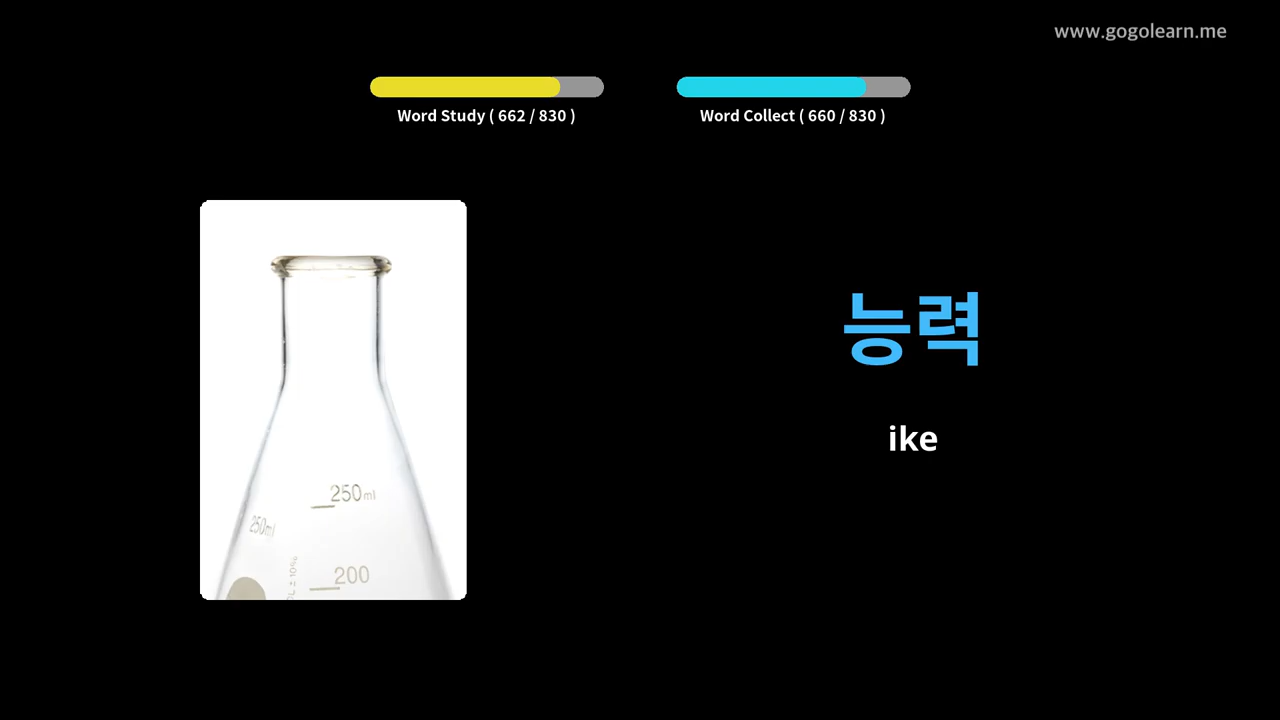 www.gogolearn.me
Word Study ( 662 / 830 )
Word Collect ( 660 / 830 )
능력
ike
250ml
250ml
200